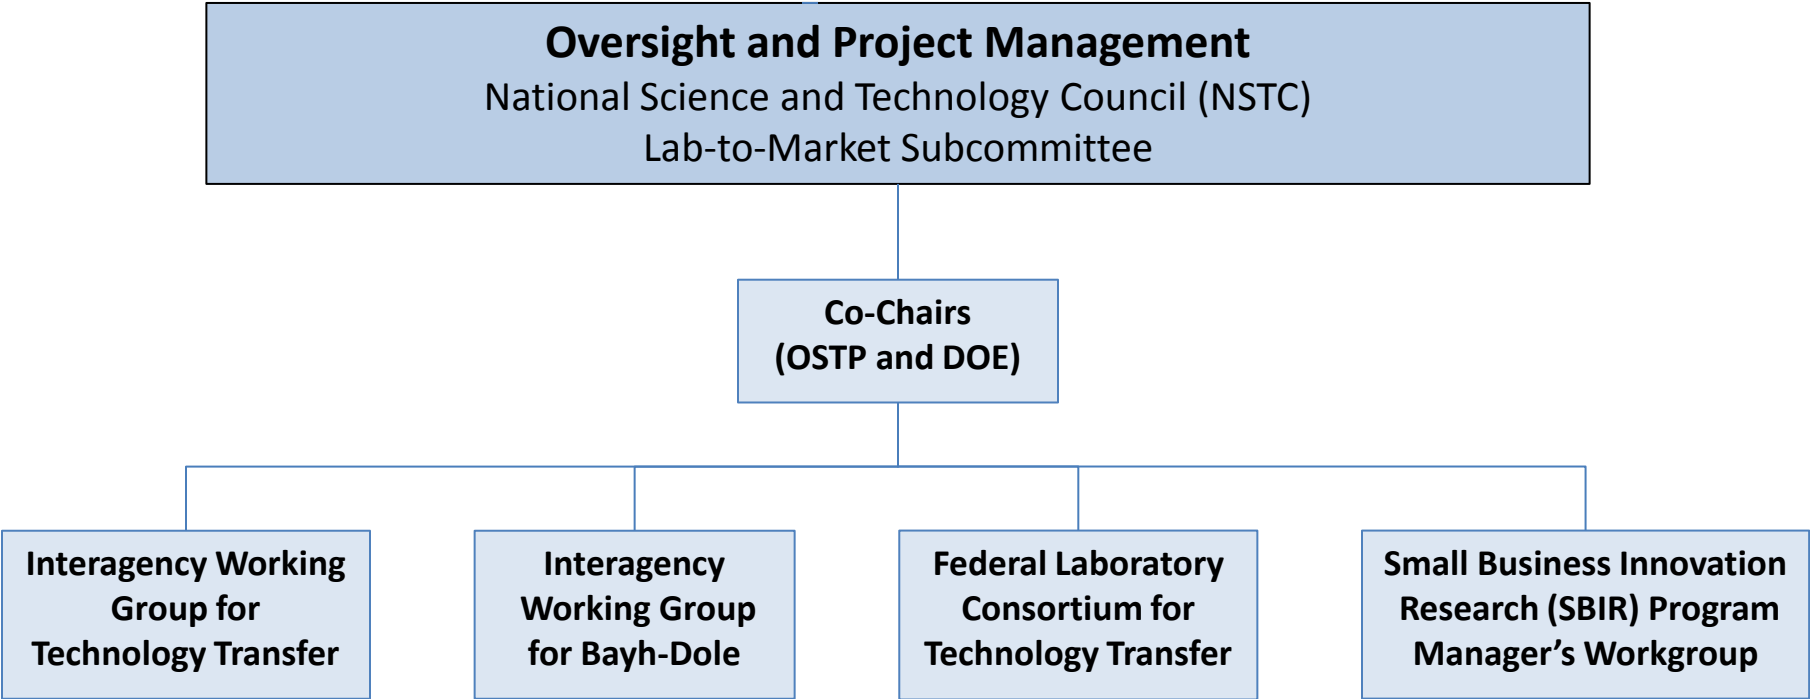 Oversight and Project Management
National Science and Technology Council (NSTC)
Lab-to-Market Subcommittee
Co-Chairs
(OSTP and DOE)
Interagency Working
Group for
Technology Transfer
Interagency
Working Group
for Bayh-Dole
Federal Laboratory
Consortium for
Technology Transfer
Small Business Innovation
Research (SBIR) Program
Manager’s Workgroup